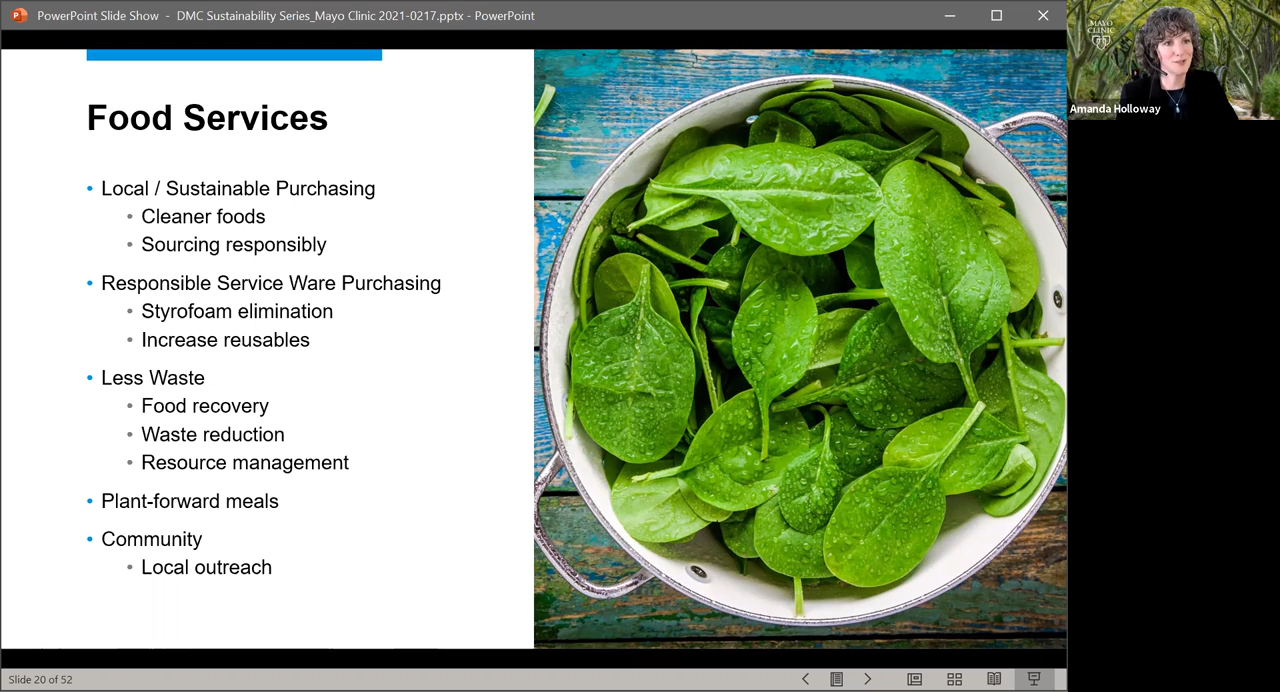 PowerPoint Slide Show - DMC Sustainability Series_Mayo Clinic 2021-0217.pptx - PowerPoint
MAYO
CLINIC
Amanda Holloway
Food Services
• Local / Sustainable Purchasing
• Cleaner foods
• Sourcing responsibly
• Responsible Service Ware Purchasing
• Styrofoam elimination
• Increase reusables
• Less Waste
• Food recovery
• Waste reduction
• Resource management
• Plant-forward meals
• Community
• Local outreach
Slide 20 of 52